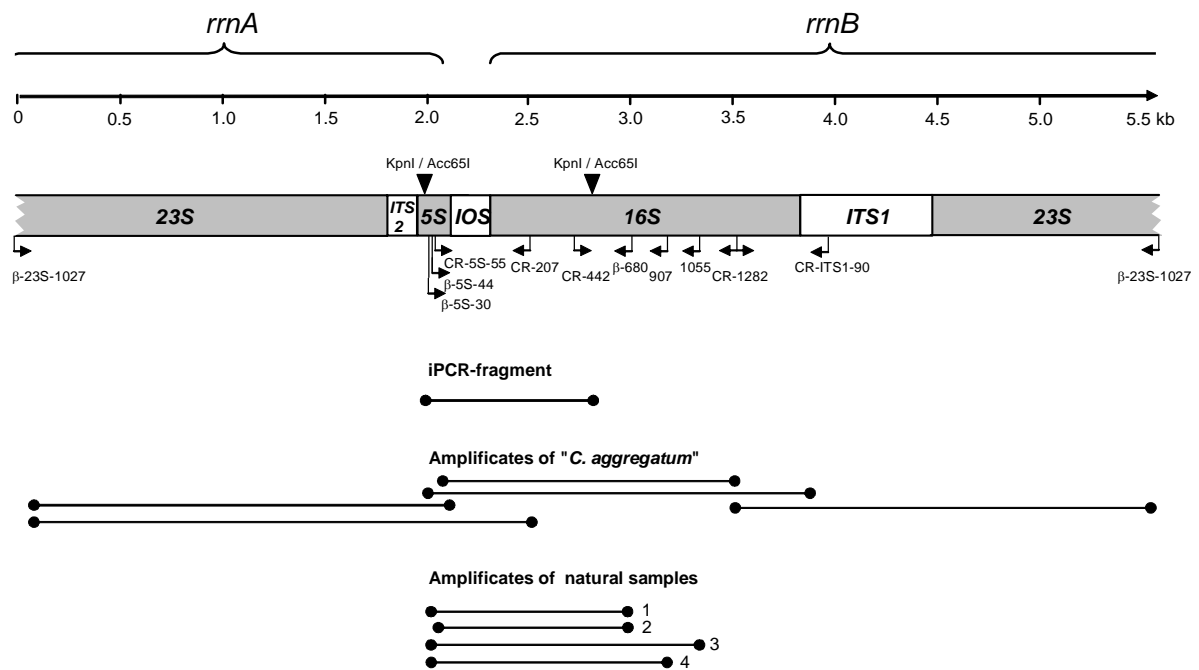 rrnA rrnB
0 0.5 1.0 1.5 2.0 2.5 3.0 3.5 4.0 4.5 5.0 5.5 kb
KpnI / Acc65I KpnI / Acc65I
23S ITS 2 5S IOS 16S ITS1 23S
β-23S-1027 CR-5S-55 CR-207 CR-442 β-680 907 1055 CR-1282 CR-ITS1-90 β-23S-1027
β-5S-44
β-5S-30
iPCR-fragment
Amplificates of "C. aggregatum"
Amplificates of natural samples
1
2
3
4